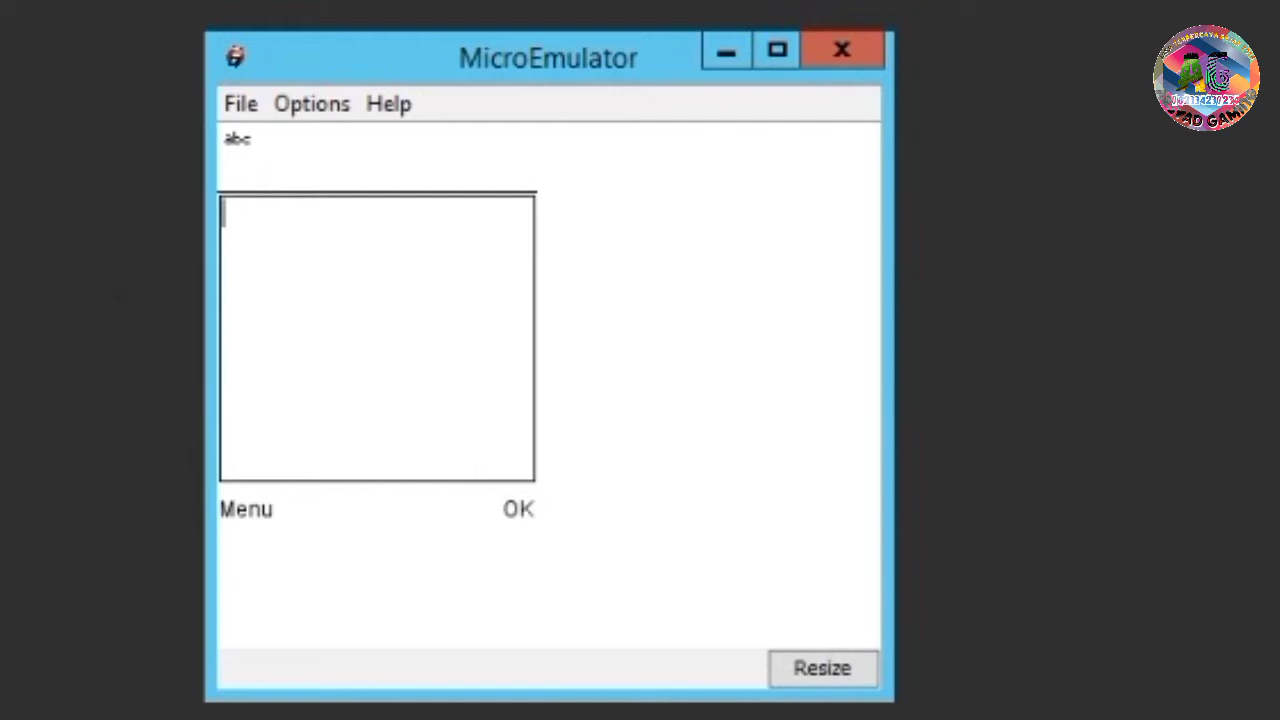 MicroEmulator
File Options Help
abc
Menu OK
Resize